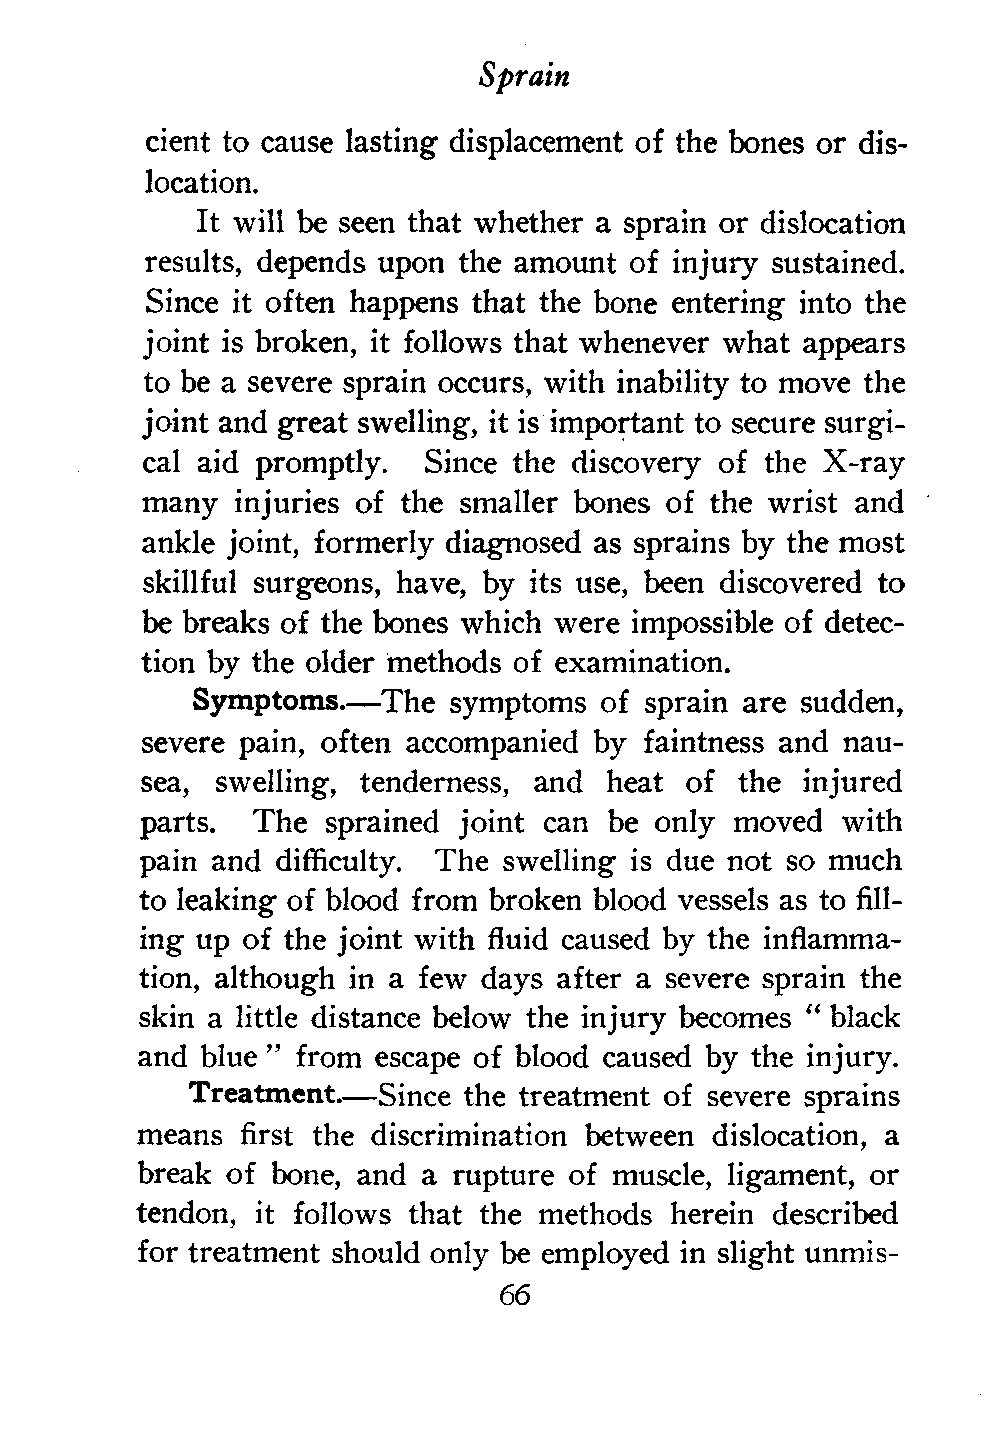 Sprain
cient to cause lasting displacement of the bones or dis-
location.
It will be seen that whether a sprain or dislocation
results, depends upon the amount of injury sustained.
Since it often happens that the bone entering into the
joint is broken, it follows that whenever what appears
to be a severe sprain occurs, with inability to move the
joint and great swelling, it is important to secure surgi-
cal aid promptly. Since the discovery of the X-ray
many injuries of the smaller bones of the wrist and
ankle joint, formerly diagnosed as sprains by the most
skillful surgeons, have, by its use, been discovered to
be breaks of the bones which were impossible of detec-
tion by the older methods of examination.
Symptoms.—The symptoms of sprain are sudden,
severe pain, often accompanied by faintness and nau-
sea, swelling, tenderness, and heat of the injured
parts. The sprained joint can be only moved with
pain and difficulty. The swelling is due not so much
to leaking of blood from broken blood vessels as to fill-
ing up of the joint with fluid caused by the inflamma-
tion, although in a few days after a severe sprain the
skin a little distance below the injury becomes “ black
and blue ” from escape of blood caused by the injury.
Treatment.—Since the treatment of severe sprains
means first the discrimination between dislocation, a
break of bone, and a rupture of muscle, ligament, or
tendon, it follows that the methods herein described
for treatment should only be employed in slight unmis-
66